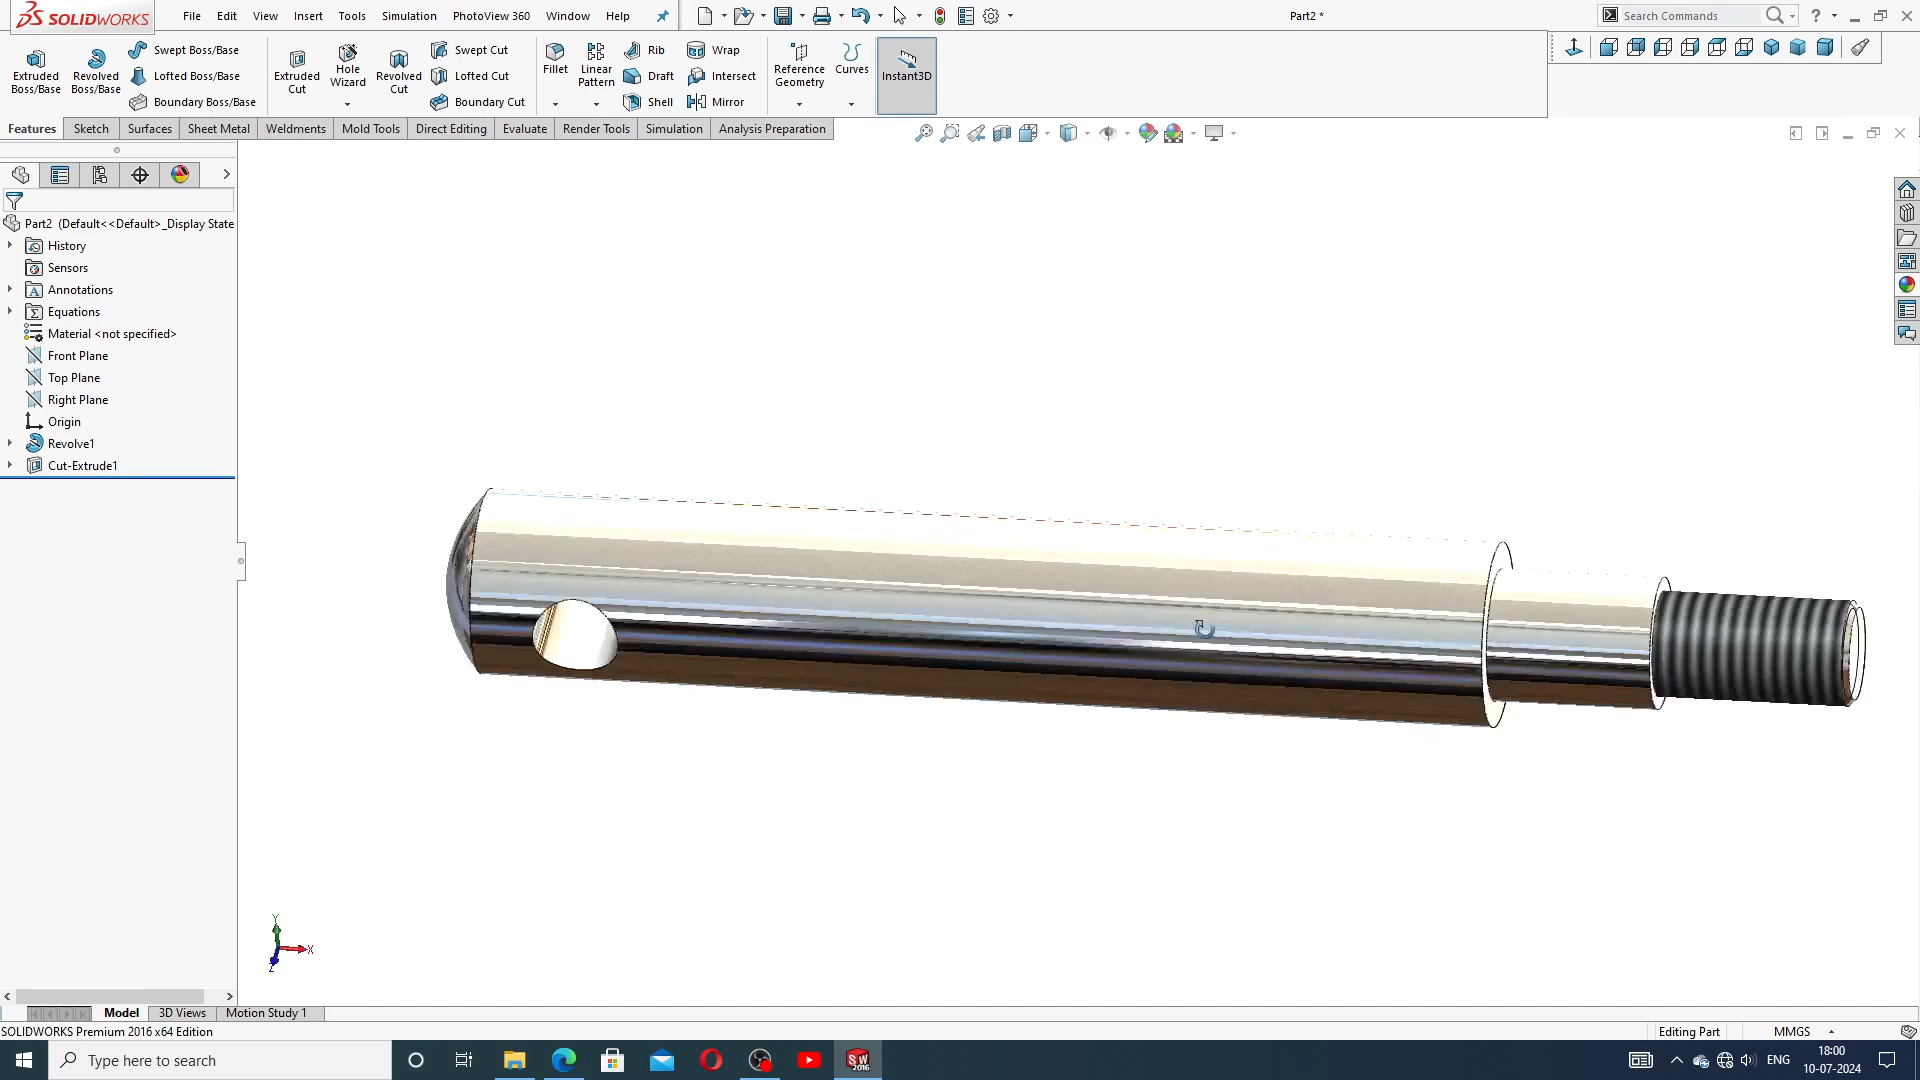 SOLIDWORKS File Edit View Insert Tools Simulation PhotoView 360 Window Help Part2 * Search Commands ?
Extruded Boss/Base
Revolved Boss/Base
Swept Boss/Base
Lofted Boss/Base
Boundary Boss/Base
Extruded Cut
Hole Wizard
Revolved Cut
Swept Cut
Lofted Cut
Boundary Cut
Fillet
Linear Pattern
Rib
Draft
Shell
Wrap
Intersect
Mirror
Reference Geometry
Curves
Instant3D
Features Sketch Surfaces Sheet Metal Weldments Mold Tools Direct Editing Evaluate Render Tools Simulation Analysis Preparation
Part2 (Default<<Default>_Display State
History
Sensors
Annotations
Equations
Material <not specified>
Front Plane
Top Plane
Right Plane
Origin
Revolve1
Cut-Extrude1
Y
X
Z
Model 3D Views Motion Study 1
SOLIDWORKS Premium 2016 x64 Edition Editing Part MMGS
Type here to search
SW 2016
ENG
18:00
10-07-2024